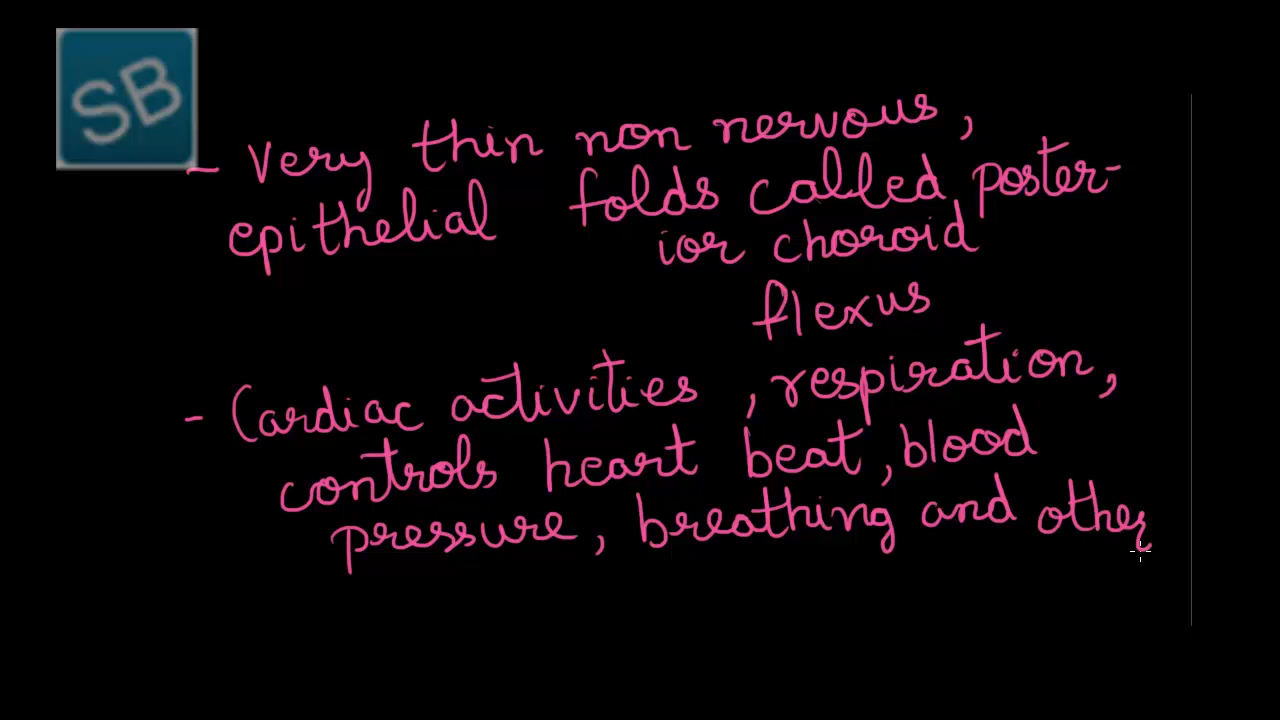 SB
- Very thin non nervous,
epithelial folds called poster-
ior choroid
flexus
- Cardiac activities, respiration,
controls heart beat, blood
pressure, breathing and other